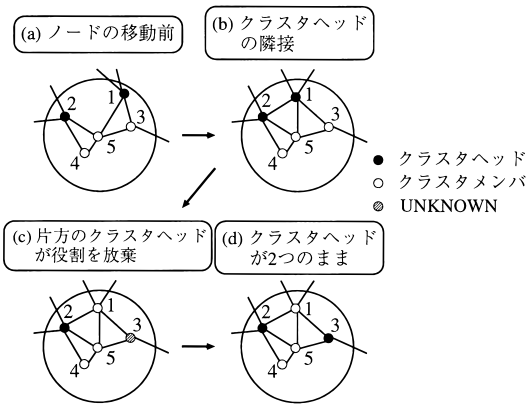 (a) ノードの移動前
(b) クラスタヘッド
の隣接
1
2
3
4
5
1
2
3
4
5
クラスタヘッド
クラスタメンバ
UNKNOWN
(c) 片方のクラスタヘッド
が役割を放棄
(d) クラスタヘッド
が2つのまま
1
2
3
4
5
1
2
3
4
5